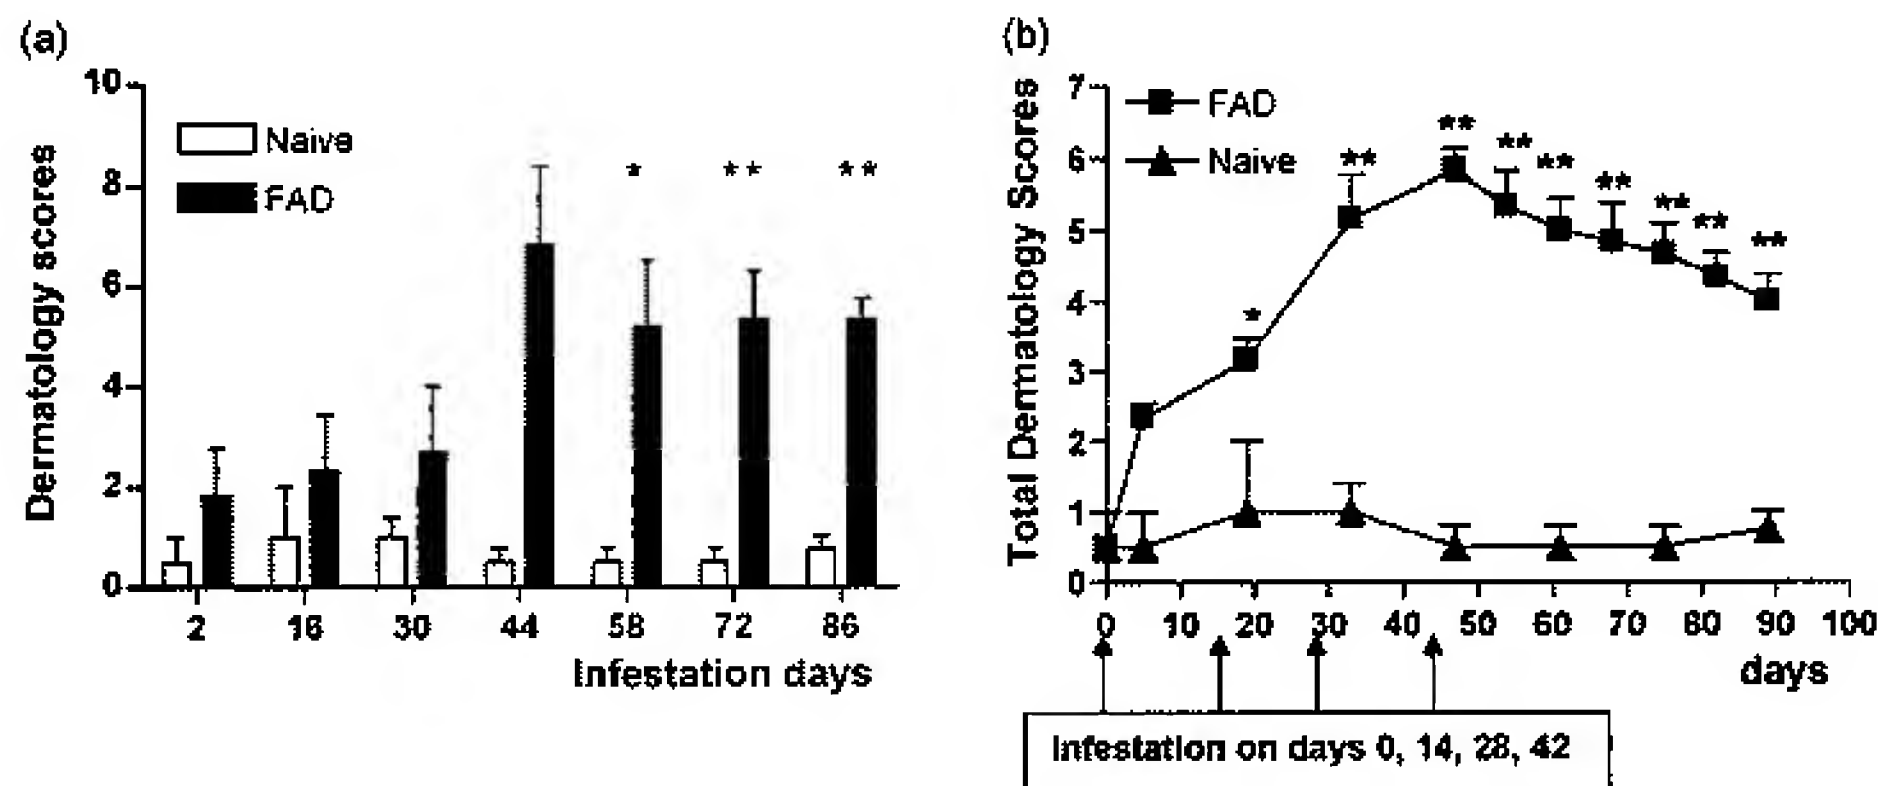 (a)
10
8
6
4
2
0
Dermatology scores
Naive
FAD
*
**
**
2 16 30 44 58 72 86
Infestation days
(b)
7
6
5
4
3
2
1
0
Total Dermatology Scores
FAD
Naive
*
**
**
**
**
**
**
**
**
0 10 20 30 40 50 60 70 80 90 100
days
Infestation on days 0, 14, 28, 42